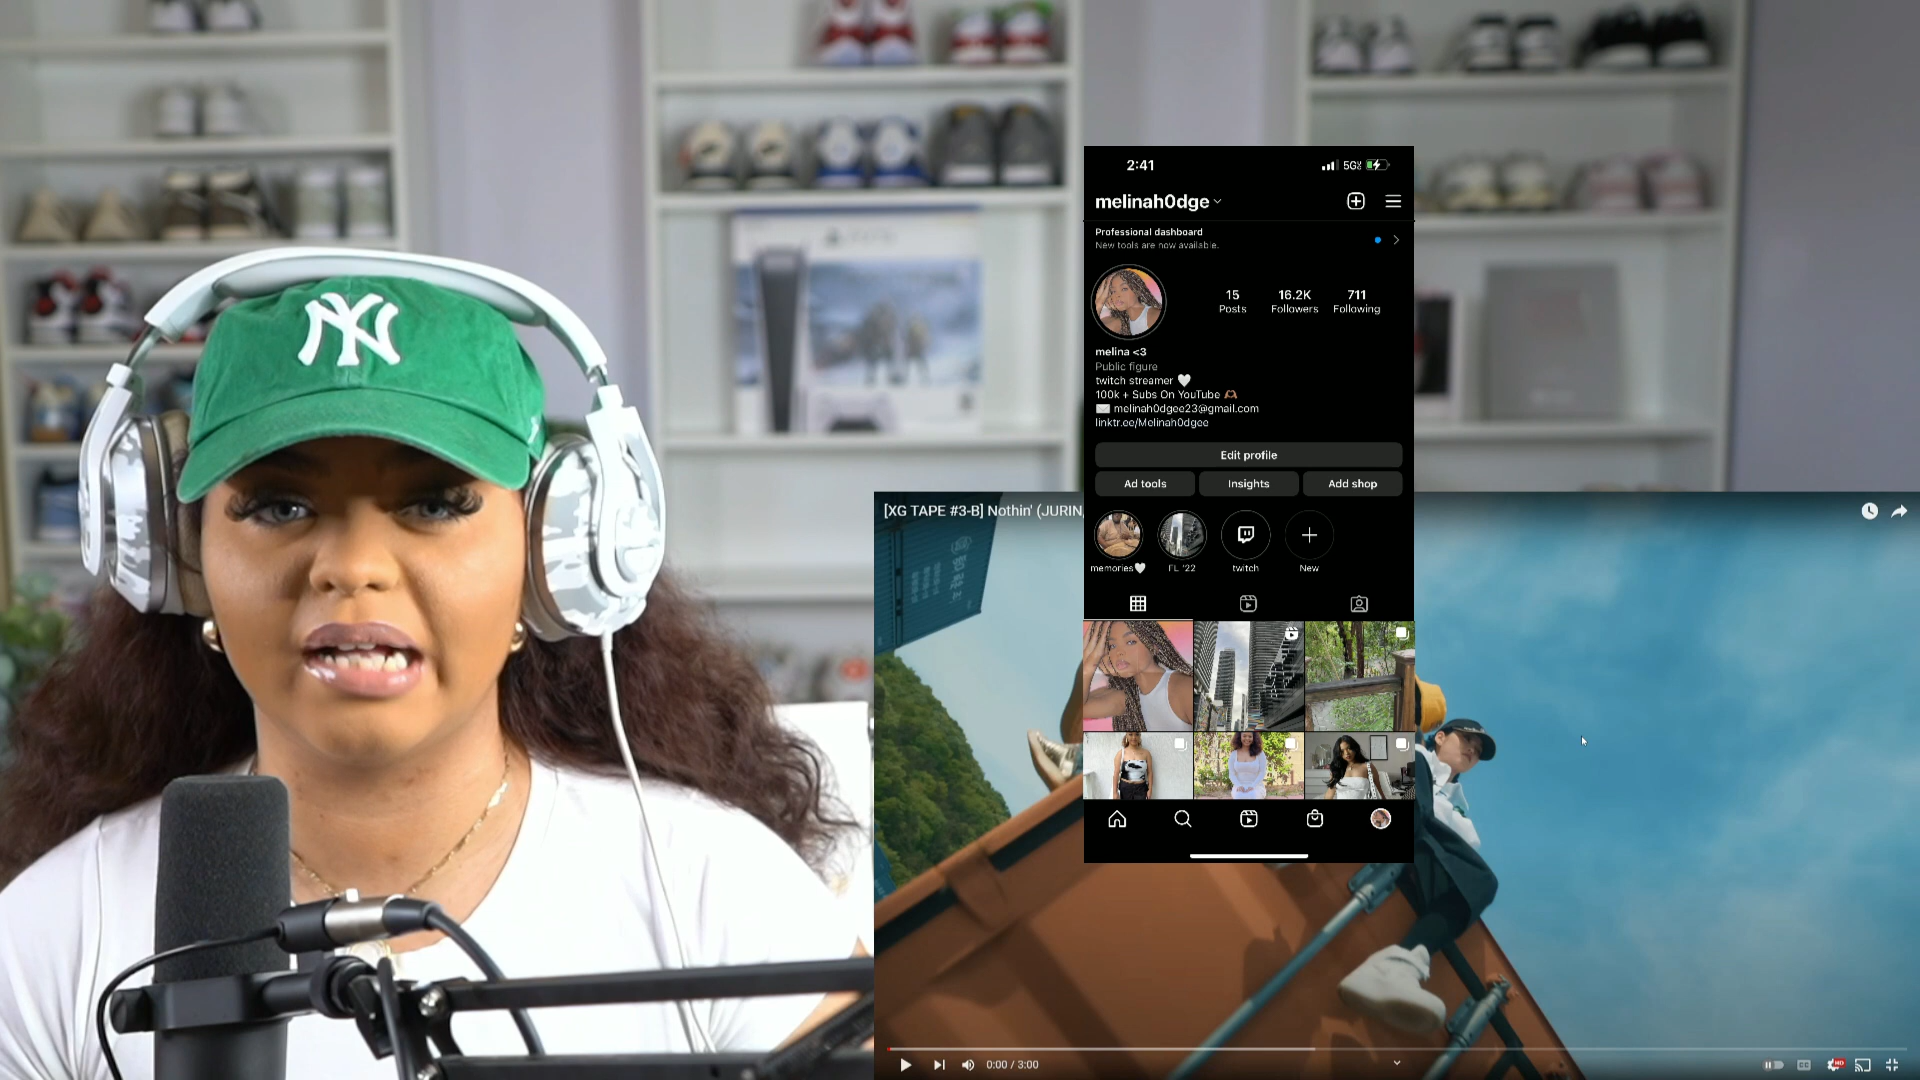 NY
2:41
5G
melinah0dge
Professional dashboard
New tools are now available.
15
Posts
16.2K
Followers
711
Following
melina <3
Public figure
twitch streamer 🤍
100k + Subs On YouTube 🫶🏾
✉️ melinah0dgee23@gmail.com
linktr.ee/Melinah0dgee
Edit profile
Ad tools
Insights
Add shop
memories🤍
FL '22
twitch
New
[XG TAPE #3-B] Nothin' (JURIN,
0:00 / 3:00
CC
HD